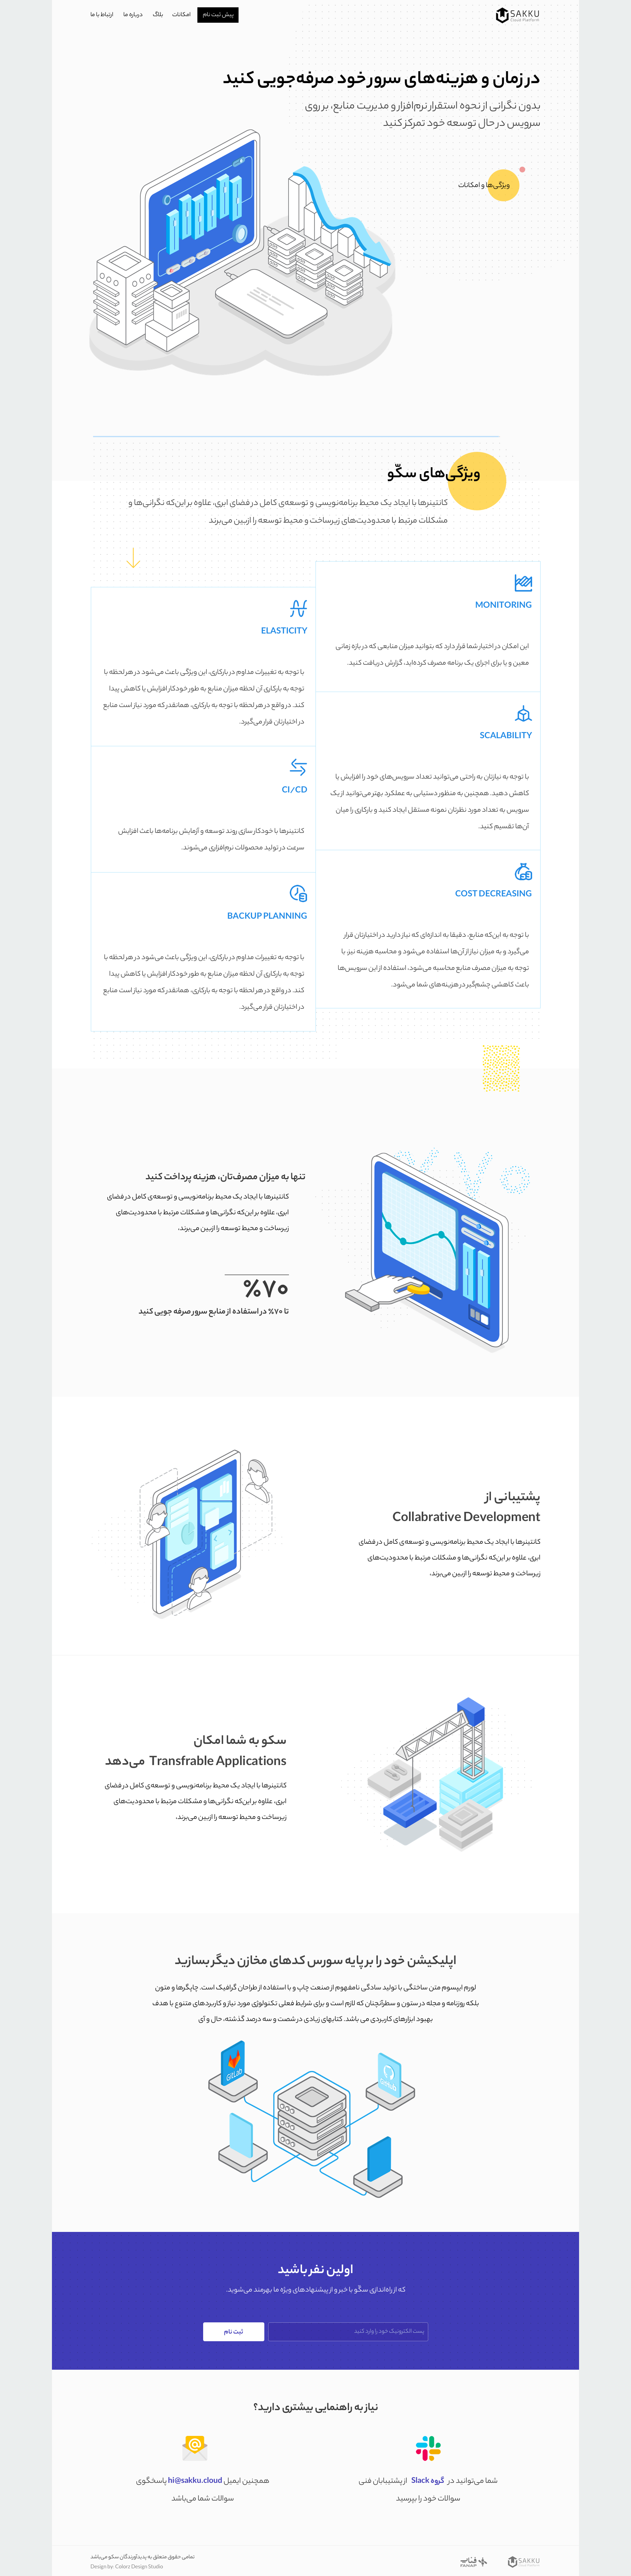 SAKKU
Cloud Platform
پیش ثبت نام
امکانات
بلاگ
درباره ما
ارتباط با ما
در زمان و هزینه‌های سرور خود صرفه‌جویی کنید
بدون نگرانی از نحوه استقرار نرم‌افزار و مدیریت منابع، بر روی
سرویس در حال توسعه خود تمرکز کنید
ویژگی‌ها و امکانات
ویژگی‌های سکّو
کانتینرها با ایجاد یک محیط برنامه‌نویسی و توسعه‌ی کامل در فضای ابری، علاوه بر این‌که نگرانی‌ها و
مشکلات مرتبط با محدودیت‌های زیرساخت و محیط توسعه را از بین می‌برند
MONITORING
این امکان در اختیار شما قرار دارد که بتوانید میزان منابعی که در بازه زمانی
معین و یا برای اجرای یک برنامه مصرف کرده‌اید، گزارش دریافت کنید.
SCALABILITY
با توجه به نیازتان به راحتی می‌توانید تعداد سرویس‌های خود را افزایش یا
کاهش دهید. همچنین به منظور دستیابی به عملکرد بهتر می‌توانید از یک
سرویس به تعداد مورد نظرتان نمونه مستقل ایجاد کنید و بارکاری را میان
آن‌ها تقسیم کنید.
COST DECREASING
با توجه به این‌که منابع، دقیقا به اندازه‌ای که نیاز دارید در اختیارتان قرار
می‌گیرد و به میزان نیاز از آن‌ها استفاده می‌شود و محاسبه هزینه نیز، با
توجه به میزان مصرف منابع محاسبه می‌شود، استفاده از این سرویس‌ها
باعث کاهشی چشم‌گیر در هزینه‌های شما می‌شود.
ELASTICITY
با توجه به تغییرات مداوم در بارکاری، این ویژگی باعث می‌شود در هر لحظه با
توجه به بارکاری آن لحظه میزان منابع به طور خودکار افزایش یا کاهش پیدا
کند. در واقع در هر لحظه با توجه به بارکاری، همانقدر که مورد نیاز است منابع
در اختیارتان قرار می‌گیرد.
CI/CD
کانتینرها با خودکار سازی روند توسعه و آزمایش برنامه‌ها باعث افزایش
سرعت در تولید محصولات نرم‌افزاری می‌شوند.
BACKUP PLANNING
با توجه به تغییرات مداوم در بارکاری، این ویژگی باعث می‌شود در هر لحظه با
توجه به بارکاری آن لحظه میزان منابع به طور خودکار افزایش یا کاهش پیدا
کند. در واقع در هر لحظه با توجه به بارکاری، همانقدر که مورد نیاز است منابع
در اختیارتان قرار می‌گیرد.
تنها به میزان مصرف‌تان، هزینه پرداخت کنید
کانتینرها با ایجاد یک محیط برنامه‌نویسی و توسعه‌ی کامل در فضای
ابری، علاوه بر این‌که نگرانی‌ها و مشکلات مرتبط با محدودیت‌های
زیرساخت و محیط توسعه را از بین می‌برند،
%۷۰
تا ۷۰٪ در استفاده از منابع سرور صرفه جویی کنید
%۷۰
پشتیبانی از
Collabrative Development
کانتینرها با ایجاد یک محیط برنامه‌نویسی و توسعه‌ی کامل در فضای
ابری، علاوه بر این‌که نگرانی‌ها و مشکلات مرتبط با محدودیت‌های
زیرساخت و محیط توسعه را از بین می‌برند،
سکو به شما امکان
Transfrable Applications می‌دهد
کانتینرها با ایجاد یک محیط برنامه‌نویسی و توسعه‌ی کامل در فضای
ابری، علاوه بر این‌که نگرانی‌ها و مشکلات مرتبط با محدودیت‌های
زیرساخت و محیط توسعه را از بین می‌برند،
اپلیکیشن خود را بر پایه سورس کدهای مخازن دیگر بسازید
لورم ایپسوم متن ساختگی با تولید سادگی نامفهوم از صنعت چاپ و با استفاده از طراحان گرافیک است. چاپگرها و متون
بلکه روزنامه و مجله در ستون و سطرآنچنان که لازم است و برای شرایط فعلی تکنولوژی مورد نیاز و کاربردهای متنوع با هدف
بهبود ابزارهای کاربردی می باشد. کتابهای زیادی در شصت و سه درصد گذشته، حال و آی
GitLab
GitHub
اولین نفر باشید
که از راه‌اندازی سکّو با خبر و از پیشنهادهای ویژه ما بهرمند می‌شوید.
پست الکترونیک خود را وارد کنید
ثبت نام
نیاز به راهنمایی بیشتری دارید؟
شما می‌توانید در گروه Slack از پشتیبابان فنی
سوالات خود را بپرسید
همچنین ایمیل hi@sakku.cloud پاسخگوی
سوالات شما می‌باشد
SAKKU
Cloud Platform
فناپ
FANAP
تمامی حقوق متعلق به پدیدآورندگان سکو می‌باشد
Design by: Colorz Design Studio